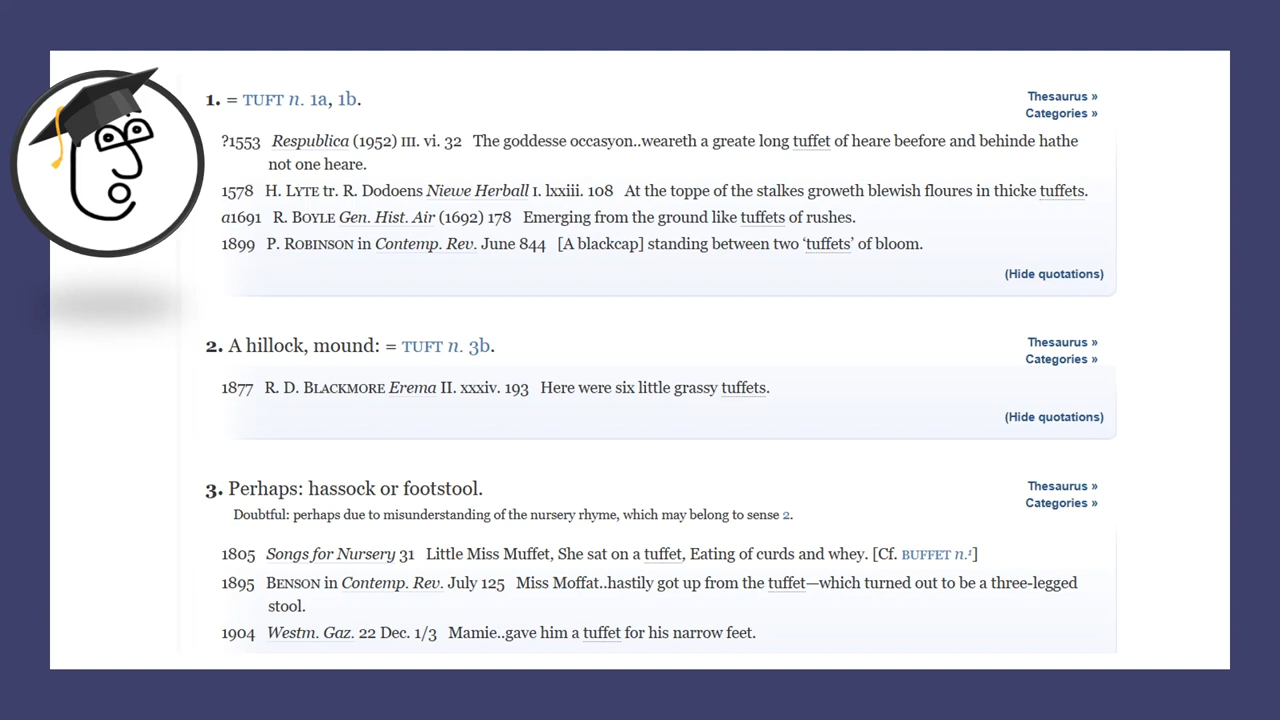 1. = TUFT n. 1a, 1b.
Thesaurus »
Categories »
?1553 Respublica (1952) III. vi. 32 The goddesse occasyon..weareth a greate long tuffet of heare beefore and behinde hathe
not one heare.
1578 H. LYTE tr. R. Dodoens Niewe Herball I. lxxiii. 108 At the toppe of the stalkes groweth blewish floures in thicke tuffets.
a1691 R. BOYLE Gen. Hist. Air (1692) 178 Emerging from the ground like tuffets of rushes.
1899 P. ROBINSON in Contemp. Rev. June 844 [A blackcap] standing between two ‘tuffets’ of bloom.
(Hide quotations)
2. A hillock, mound: = TUFT n. 3b.
Thesaurus »
Categories »
1877 R. D. BLACKMORE Erema II. xxxiv. 193 Here were six little grassy tuffets.
(Hide quotations)
3. Perhaps: hassock or footstool.
Thesaurus »
Categories »
Doubtful: perhaps due to misunderstanding of the nursery rhyme, which may belong to sense 2.
1805 Songs for Nursery 31 Little Miss Muffet, She sat on a tuffet, Eating of curds and whey. [Cf. BUFFET n.¹]
1895 BENSON in Contemp. Rev. July 125 Miss Moffat..hastily got up from the tuffet—which turned out to be a three-legged
stool.
1904 Westm. Gaz. 22 Dec. 1/3 Mamie..gave him a tuffet for his narrow feet.